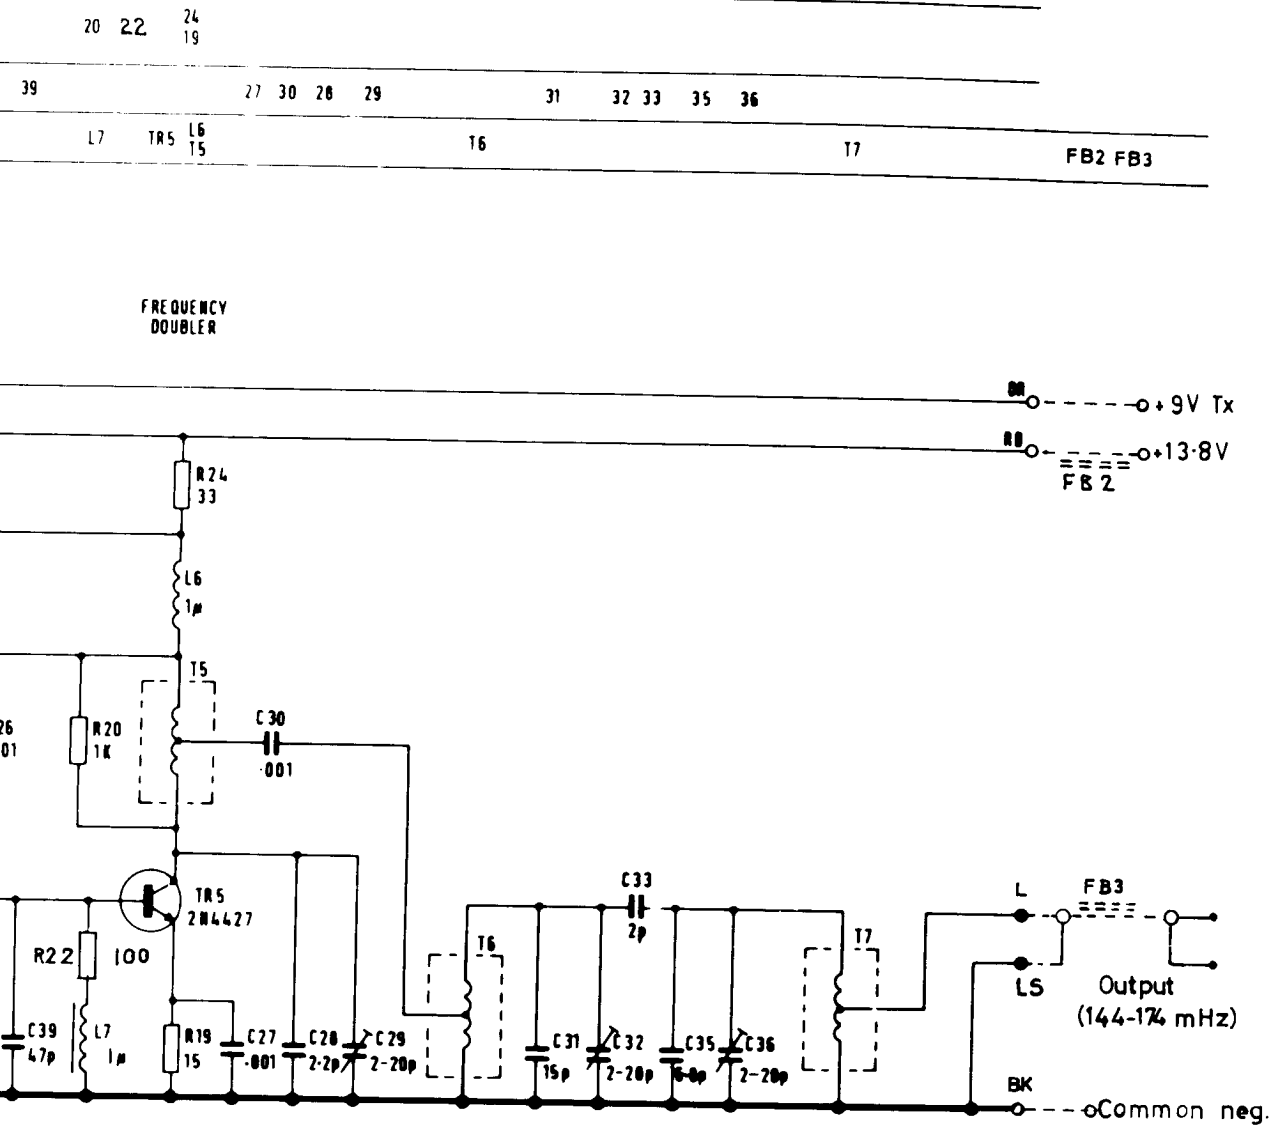 20 22 24
19
39 27 30 28 29 31 32 33 35 36
L7 TR5 L6 T6 T7 FB2 FB3
T5
FREQUENCY
DOUBLER
+9V Tx
+13·8V
FB2
R24
33
L6
1µ
T5
C30
·001
26
01
R20
1K
TR5
2N4427
R22 100
C33
2p
T6
T7
L
FB3
LS
Output
(144-174 mHz)
C39
47p
L7
1µ
R19
15
C27
·001
C28
2·2p
C29
2-20p
C31
15p
C32
2-20p
C35
C36
2-20p
BK
Common neg.